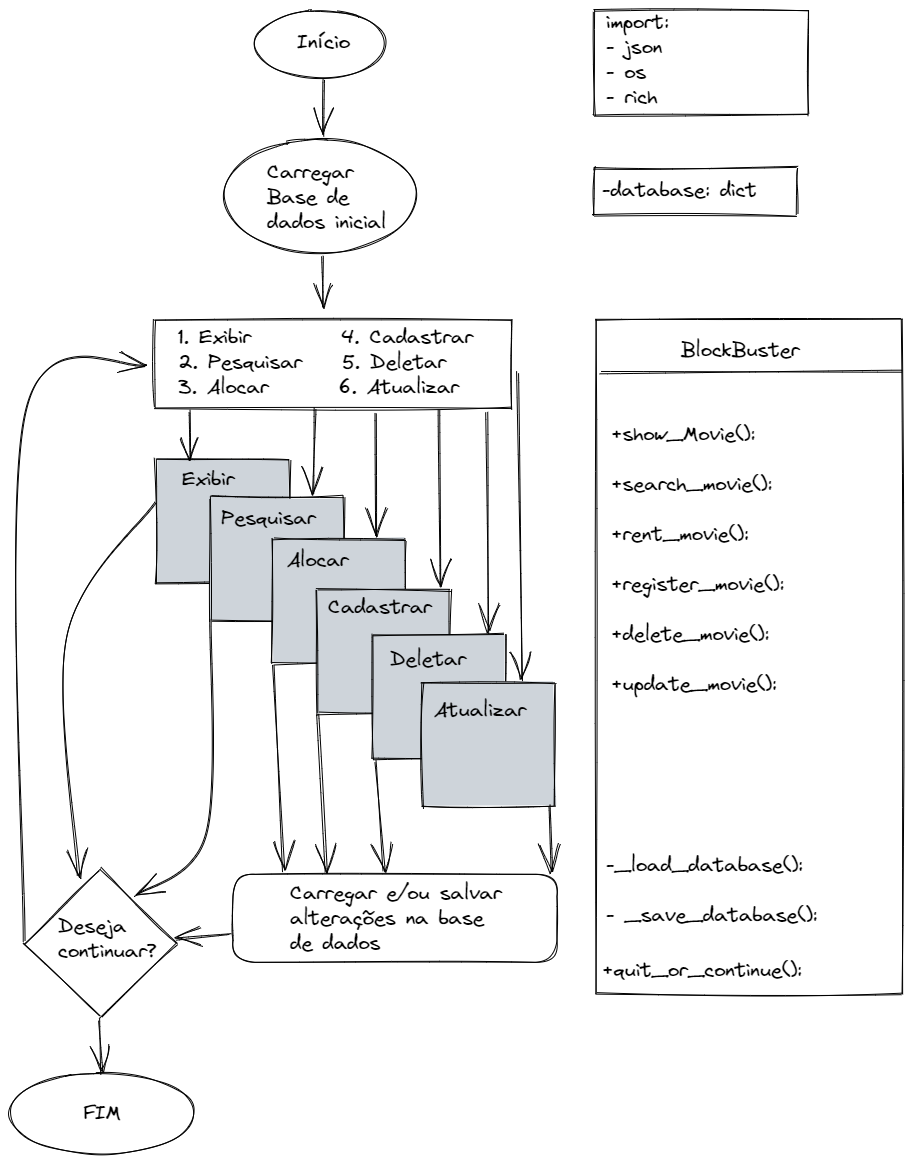 Início
import:
- json
- os
- rich
Carregar
Base de
dados inicial
-database: dict
1. Exibir
2. Pesquisar
3. Alocar
4. Cadastrar
5. Deletar
6. Atualizar
BlockBuster
+show_Movie():
+search_movie():
+rent_movie():
+register_movie():
+delete_movie():
+update_movie():
-_load_database():
- _save_database():
+quit_or_continue():
Exibir
Pesquisar
Alocar
Cadastrar
Deletar
Atualizar
Carregar e/ou salvar
alterações na base
de dados
Deseja
continuar?
FIM